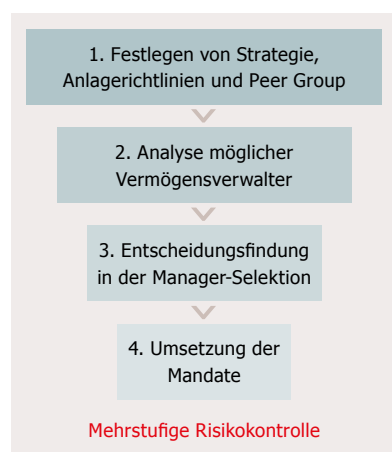 1. Festlegen von Strategie,
Anlagerichtlinien und Peer Group
2. Analyse möglicher
Vermögensverwalter
3. Entscheidungsfindung
in der Manager-Selektion
4. Umsetzung der
Mandate
Mehrstufige Risikokontrolle